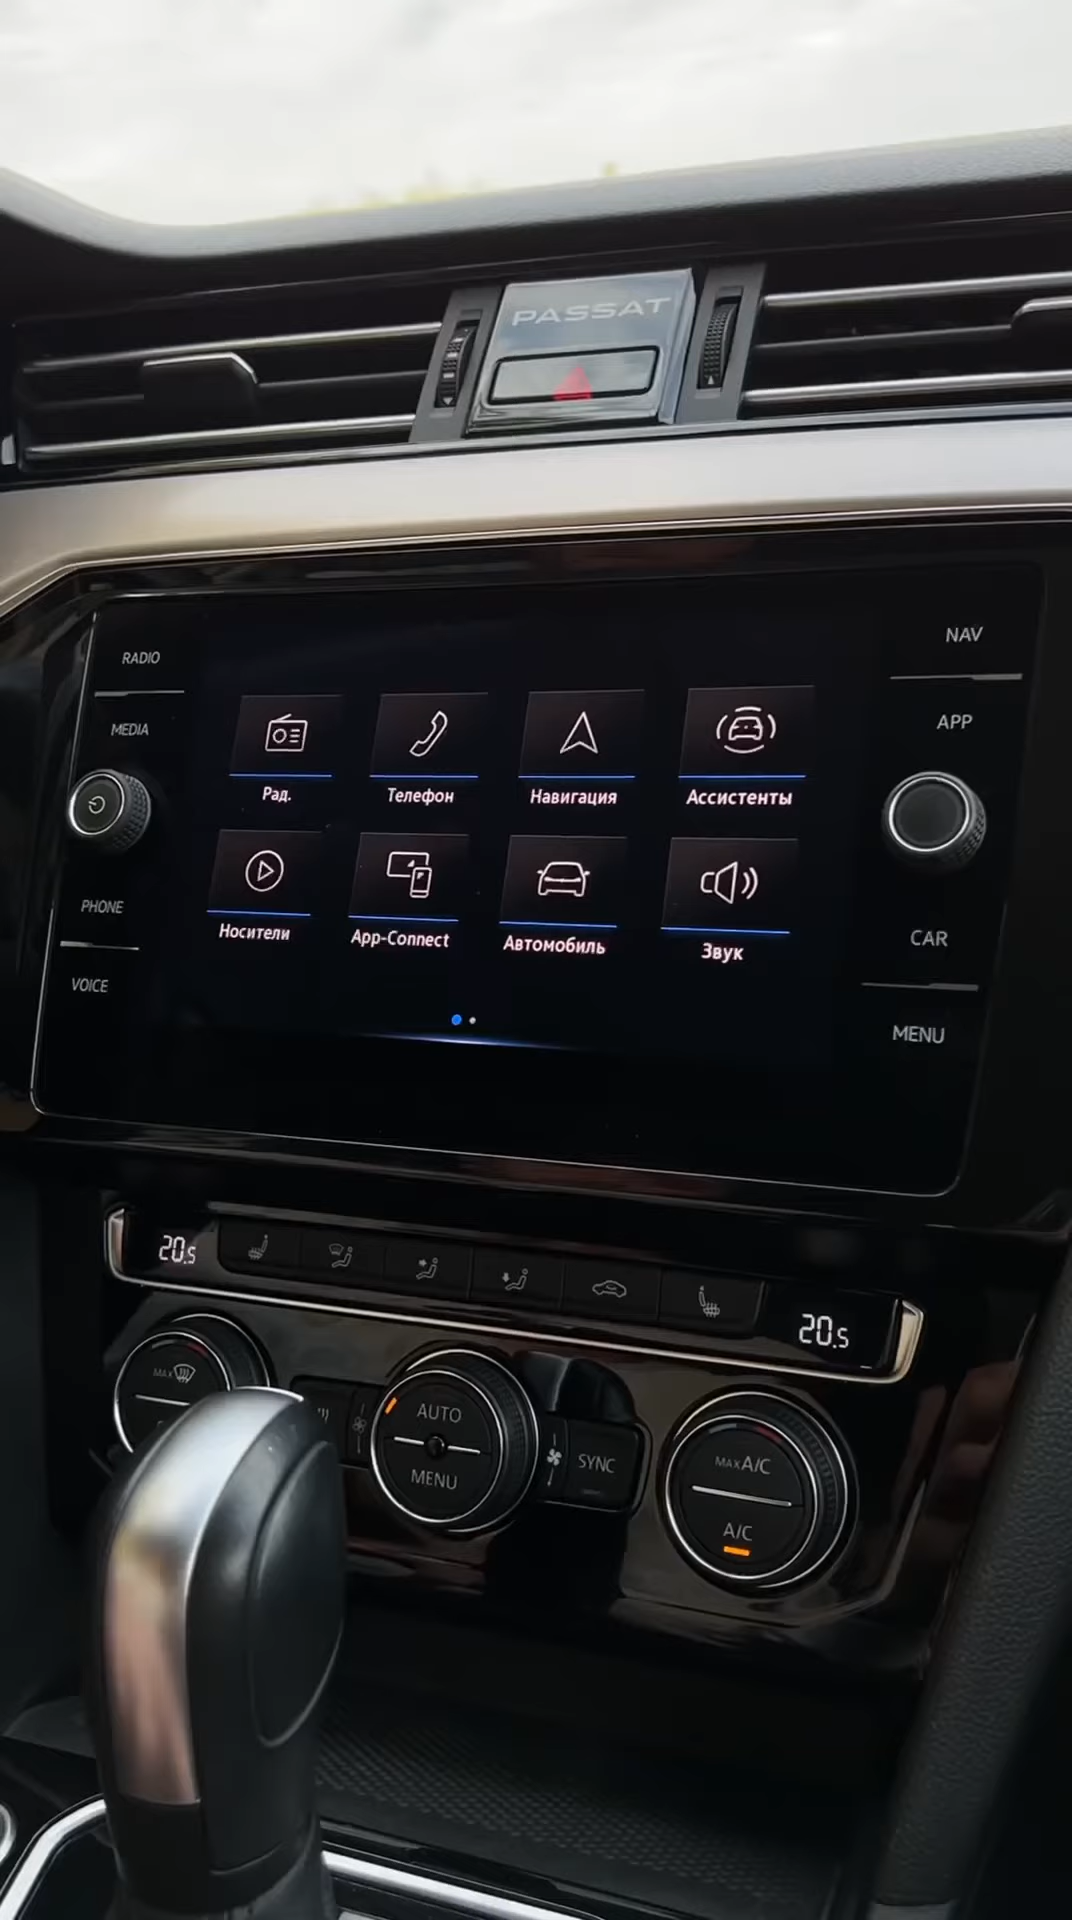 PASSAT
RADIO
MEDIA
PHONE
VOICE
Рад.
Телефон
Навигация
Ассистенты
Носители
App-Connect
Автомобиль
Звук
NAV
APP
CAR
MENU
20.5
20.5
MAX
AUTO
MENU
SYNC
MAX A/C
A/C